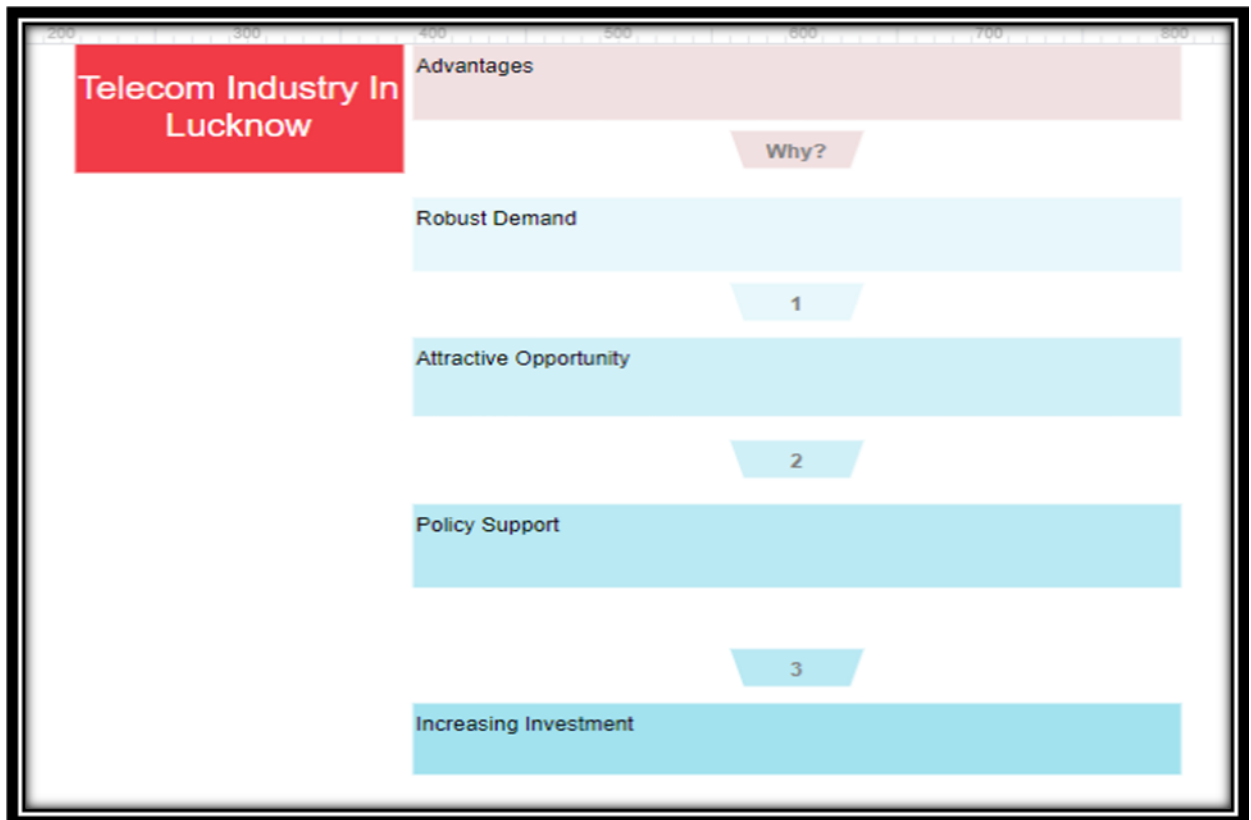 200 300 400 500 600 700 800
Telecom Industry In
Lucknow
Advantages
Why?
Robust Demand
1
Attractive Opportunity
2
Policy Support
3
Increasing Investment